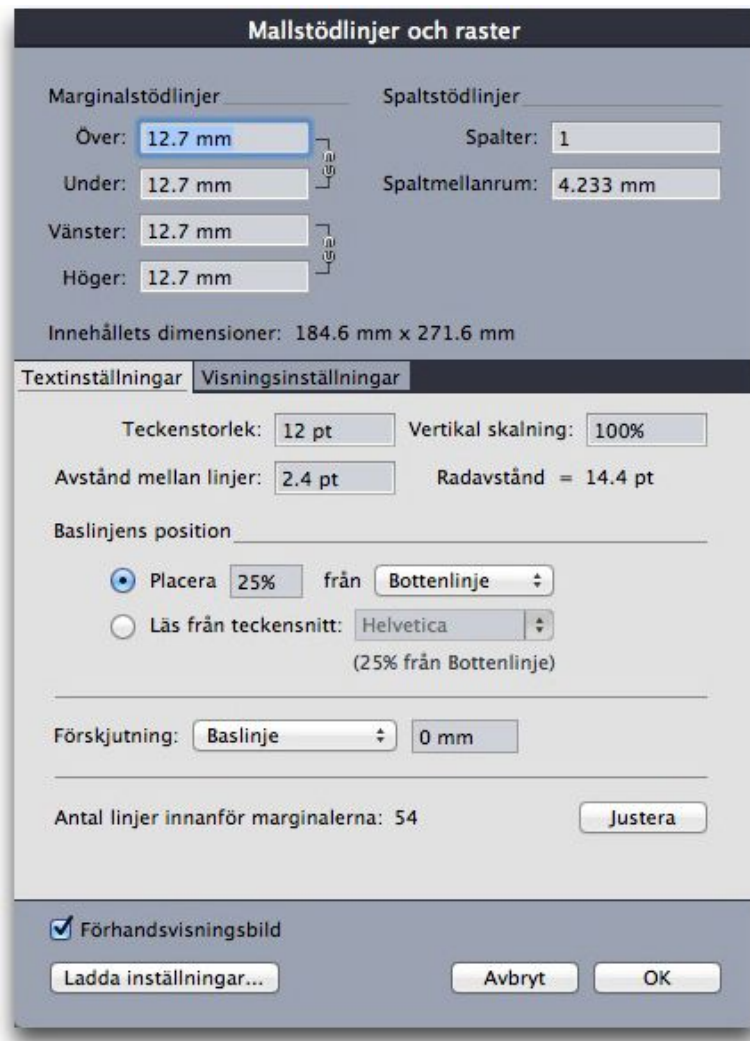 Mallstödlinjer och raster
Marginalstödlinjer
Över: 12.7 mm
Under: 12.7 mm
Vänster: 12.7 mm
Höger: 12.7 mm
Spaltstödlinjer
Spalter: 1
Spaltmellanrum: 4.233 mm
Innehållets dimensioner: 184.6 mm x 271.6 mm
Textinställningar Visningsinställningar
Teckenstorlek: 12 pt Vertikal skalning: 100%
Avstånd mellan linjer: 2.4 pt Radavstånd = 14.4 pt
Baslinjens position
Placera 25% från Bottenlinje
Läs från teckensnitt: Helvetica
(25% från Bottenlinje)
Förskjutning: Baslinje 0 mm
Antal linjer innanför marginalerna: 54 Justera
Förhandsvisningsbild
Ladda inställningar... Avbryt OK